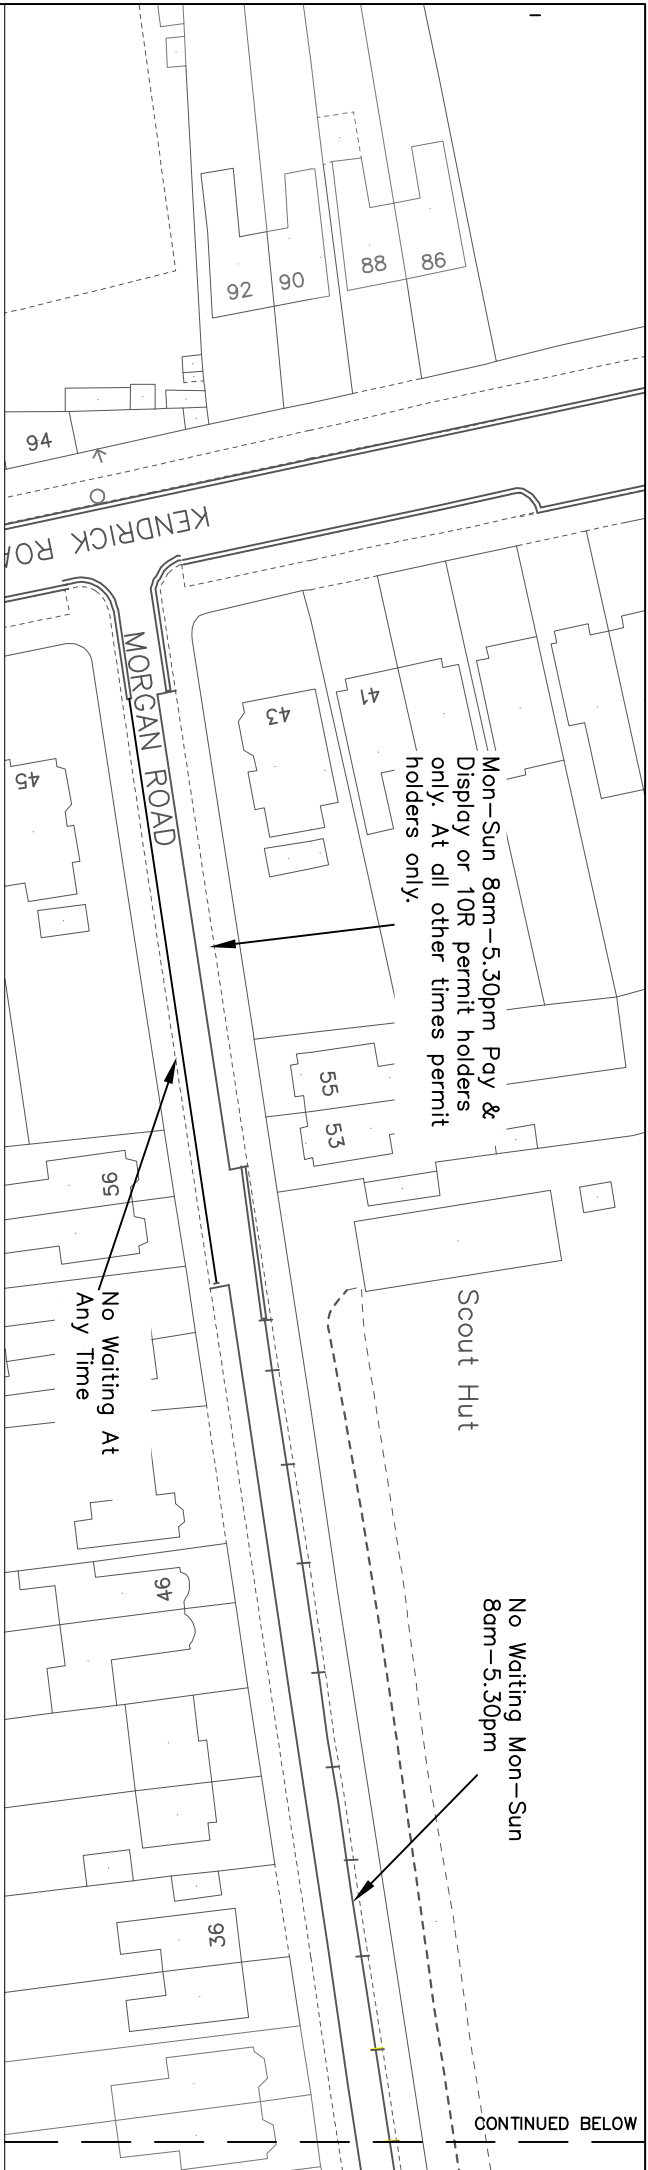 92
90
88
86
94
KENDRICK ROA
MORGAN ROAD
43
41
45
Mon-Sun 8am-5.30pm Pay &
Display or 10R permit holders
only. At all other times permit
holders only.
55
53
56
No Waiting At
Any Time
Scout Hut
46
No Waiting Mon-Sun
8am-5.30pm
36
CONTINUED BELOW